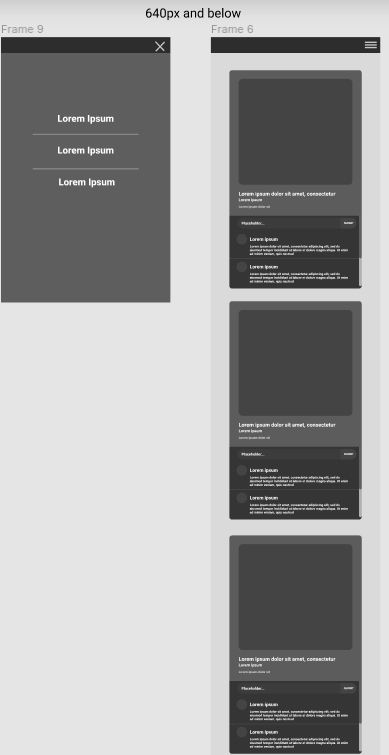 640px and below
Frame 9
Frame 6
Lorem Ipsum
Lorem Ipsum
Lorem Ipsum
Lorem ipsum dolor sit amet, consectetur
Lorem Ipsum
Lorem ipsum dolor sit
Placeholder...
SUBMIT
Lorem ipsum
Lorem ipsum dolor sit amet, consectetur adipiscing elit, sed do
eiusmod tempor incididunt ut labore et dolore magna aliqua. Ut enim
ad minim veniam, quis nostrud
Lorem ipsum
Lorem ipsum dolor sit amet, consectetur adipiscing elit, sed do
eiusmod tempor incididunt ut labore et dolore magna aliqua. Ut enim
ad minim veniam, quis nostrud
Lorem ipsum dolor sit amet, consectetur
Lorem Ipsum
Lorem ipsum dolor sit
Placeholder...
SUBMIT
Lorem ipsum
Lorem ipsum dolor sit amet, consectetur adipiscing elit, sed do
eiusmod tempor incididunt ut labore et dolore magna aliqua. Ut enim
ad minim veniam, quis nostrud
Lorem ipsum
Lorem ipsum dolor sit amet, consectetur adipiscing elit, sed do
eiusmod tempor incididunt ut labore et dolore magna aliqua. Ut enim
ad minim veniam, quis nostrud
Lorem ipsum dolor sit amet, consectetur
Lorem Ipsum
Lorem ipsum dolor sit
Placeholder...
SUBMIT
Lorem ipsum
Lorem ipsum dolor sit amet, consectetur adipiscing elit, sed do
eiusmod tempor incididunt ut labore et dolore magna aliqua. Ut enim
ad minim veniam, quis nostrud
Lorem ipsum
Lorem ipsum dolor sit amet, consectetur adipiscing elit, sed do
eiusmod tempor incididunt ut labore et dolore magna aliqua. Ut enim
ad minim veniam, quis nostrud